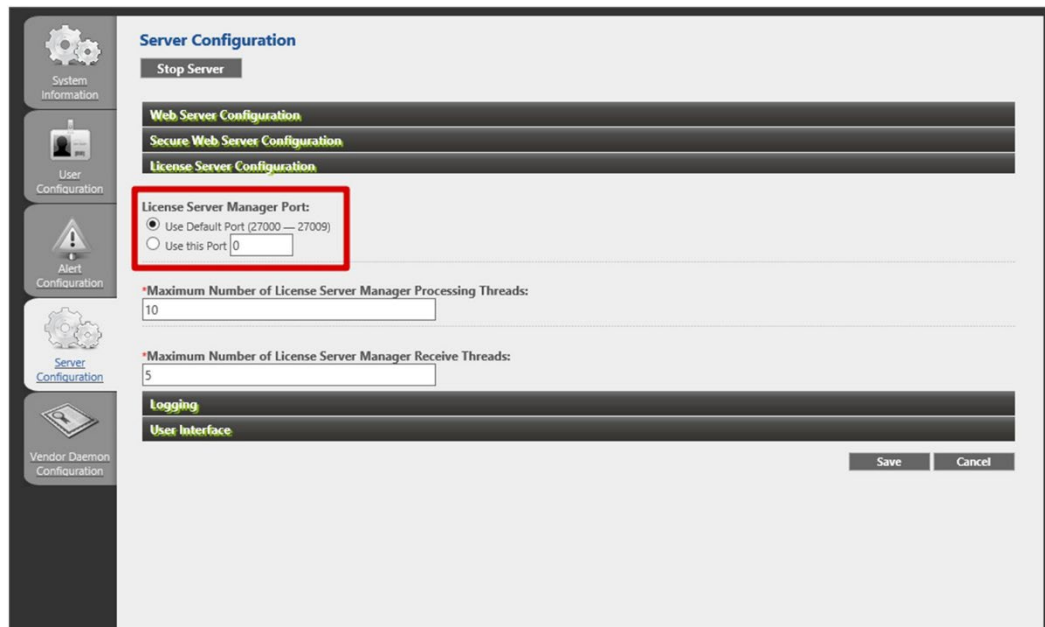 Server Configuration
Stop Server
System
Information
User
Configuration
Alert
Configuration
Server
Configuration
Vendor Daemon
Configuration
Web Server Configuration
Secure Web Server Configuration
License Server Configuration
License Server Manager Port:
Use Default Port (27000 — 27009)
Use this Port 0
*Maximum Number of License Server Manager Processing Threads:
10
*Maximum Number of License Server Manager Receive Threads:
5
Logging
User Interface
Save Cancel